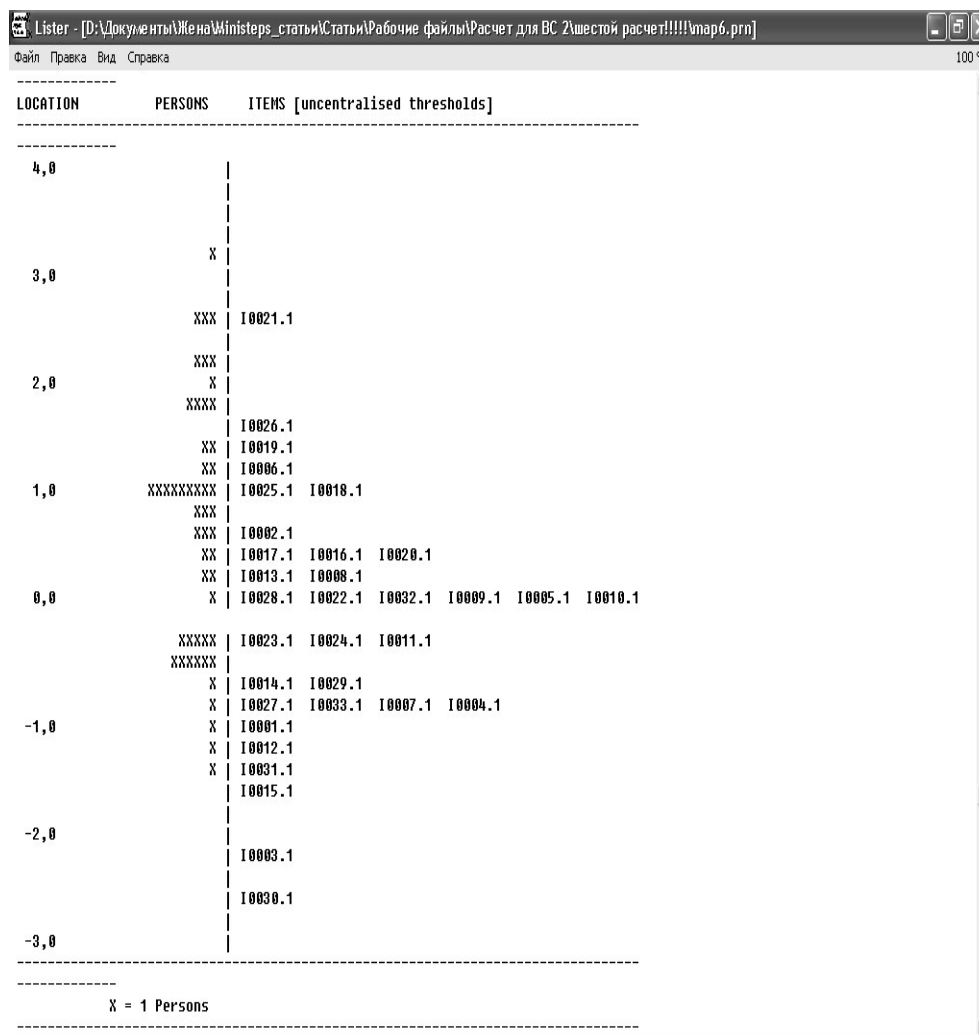 Lister - [D:\Документы\Жена\Ministeps_статьи\Статьи\Рабочие файлы\Расчет для ВС 2\шестой расчет!!!!!\map6.prn]
Файл Правка Вид Справка 100 %
-------------
LOCATION PERSONS ITEMS [uncentralised thresholds]
------------------------------------------------------------------------
-------------
4,0 |
|
|
|
X |
3,0 |
|
XXX | I0021.1
|
XXX |
2,0 X |
XXXX |
| I0026.1
XX | I0019.1
XX | I0006.1
1,0 XXXXXXXXX | I0025.1 I0018.1
XXX |
XXX | I0002.1
XX | I0017.1 I0016.1 I0020.1
XX | I0013.1 I0008.1
0,0 X | I0028.1 I0022.1 I0032.1 I0009.1 I0005.1 I0010.1
XXXXX | I0023.1 I0024.1 I0011.1
XXXXXX |
X | I0014.1 I0029.1
X | I0027.1 I0033.1 I0007.1 I0004.1
-1,0 X | I0001.1
X | I0012.1
X | I0031.1
| I0015.1
|
-2,0 |
| I0003.1
|
| I0030.1
|
-3,0 |
------------------------------------------------------------------------
-------------
X = 1 Persons
------------------------------------------------------------------------